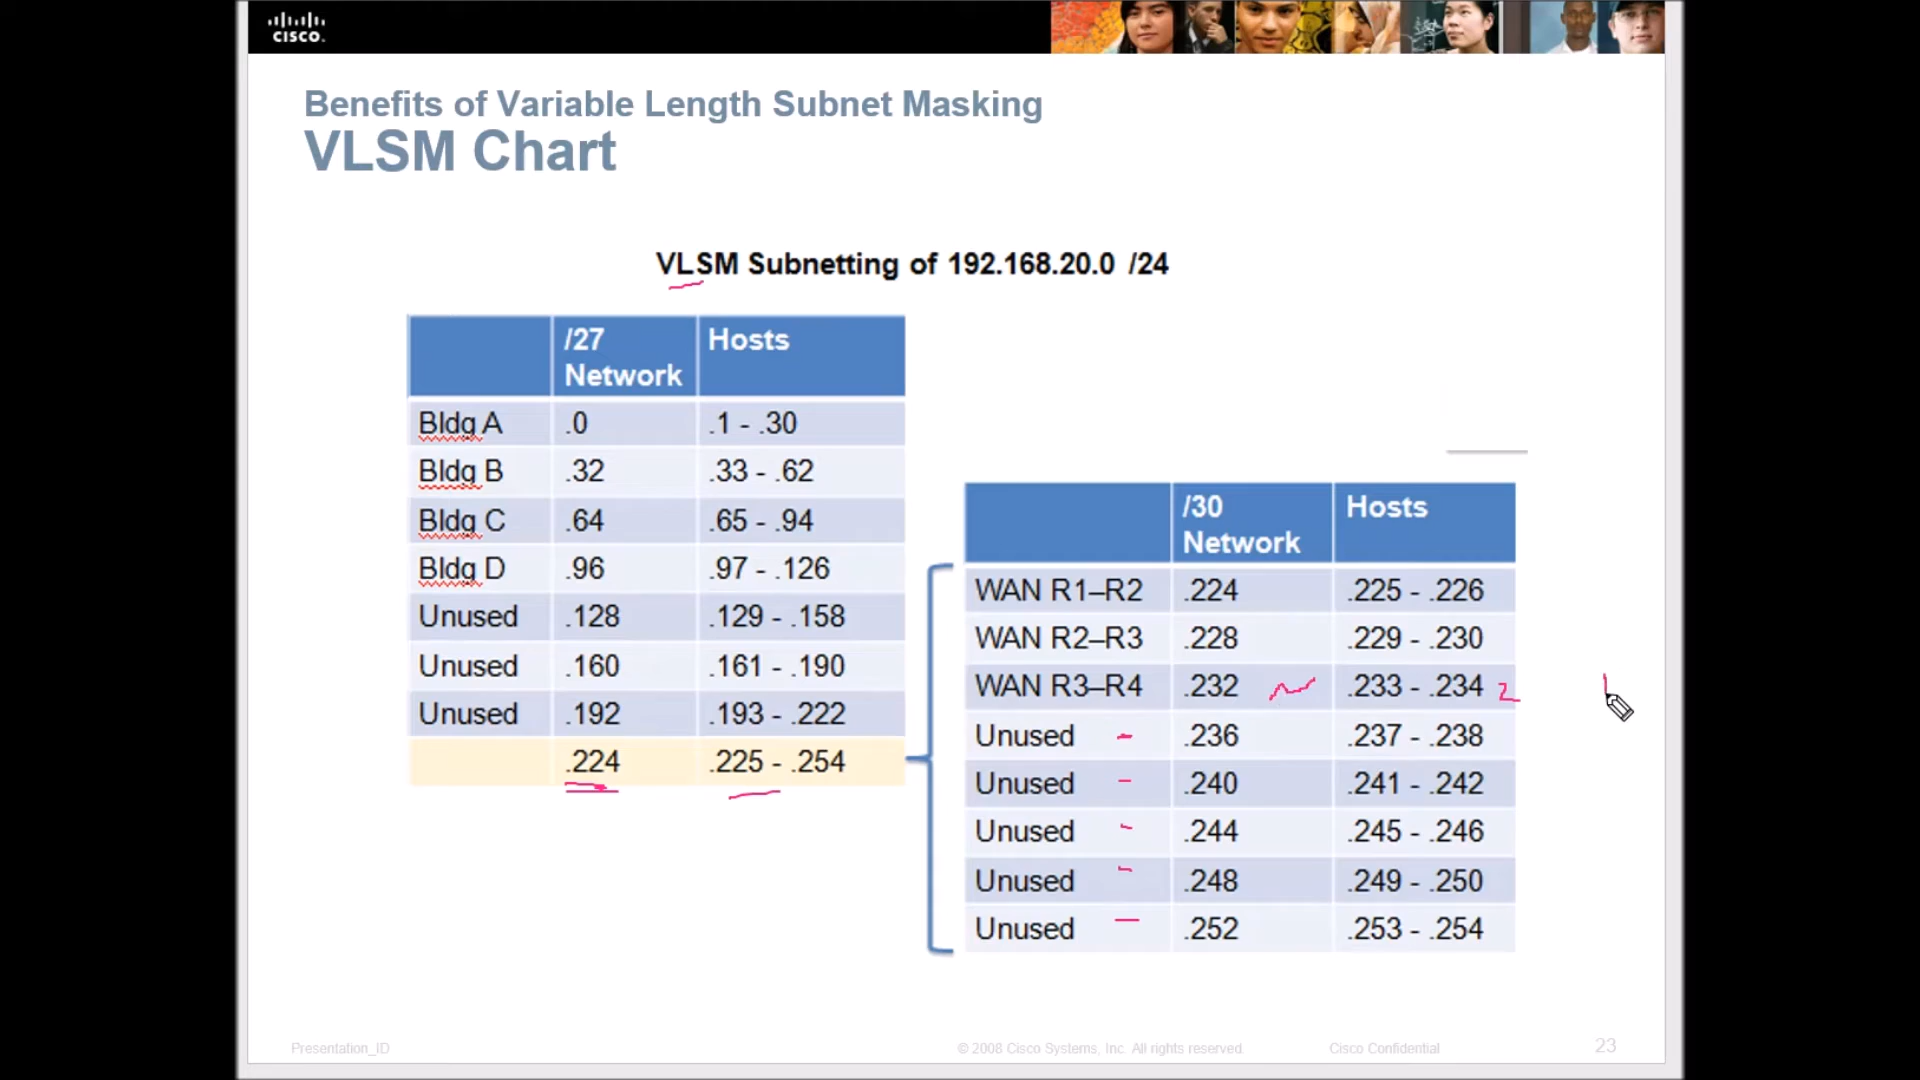 CISCO.
Benefits of Variable Length Subnet Masking
VLSM Chart
VLSM Subnetting of 192.168.20.0 /24
/27 Network Hosts
Bldg A .0 .1 - .30
Bldg B .32 .33 - .62
Bldg C .64 .65 - .94
Bldg D .96 .97 - .126
Unused .128 .129 - .158
Unused .160 .161 - .190
Unused .192 .193 - .222
.224 .225 - .254
/30 Network Hosts
WAN R1–R2 .224 .225 - .226
WAN R2–R3 .228 .229 - .230
WAN R3–R4 .232 .233 - .234 2
Unused .236 .237 - .238
Unused .240 .241 - .242
Unused .244 .245 - .246
Unused .248 .249 - .250
Unused .252 .253 - .254
Presentation_ID © 2008 Cisco Systems, Inc. All rights reserved. Cisco Confidential 23